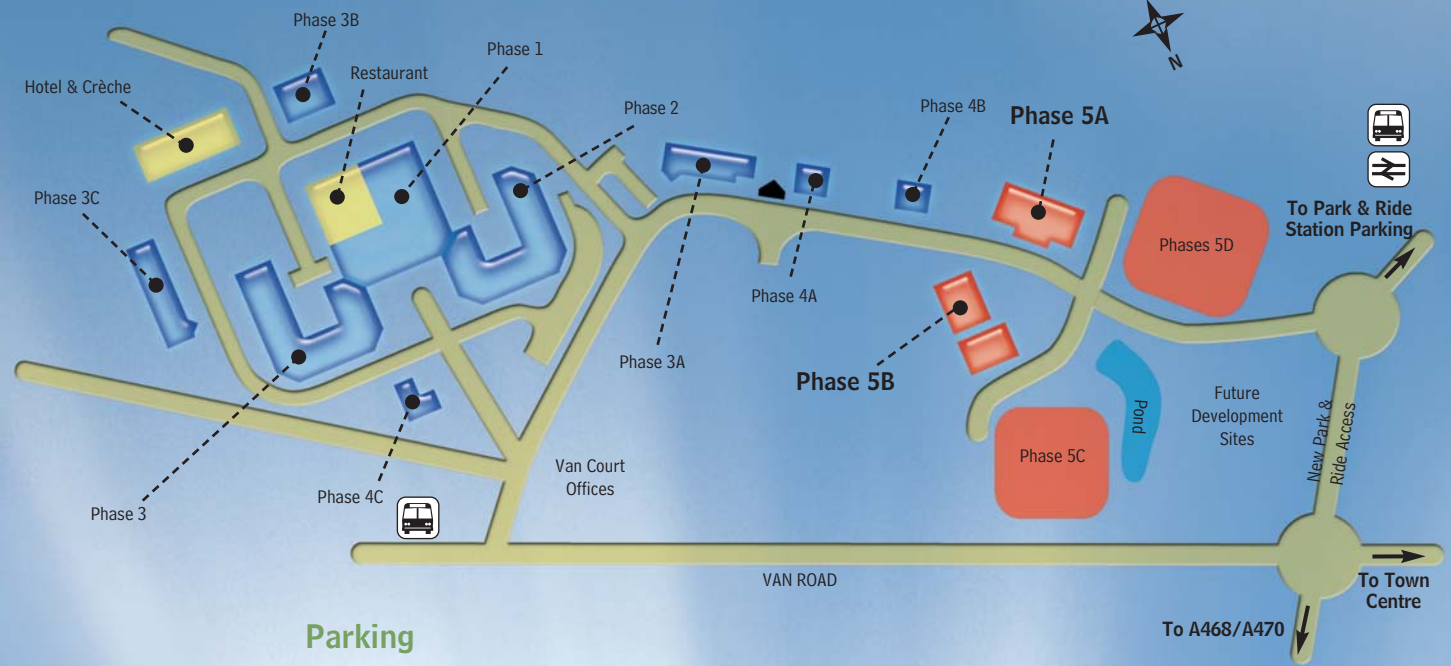 Phase 3B
Phase 1
Hotel & Crèche
Restaurant
Phase 2
Phase 4B
Phase 5A
N
Phase 3C
To Park & Ride
Station Parking
Phases 5D
Phase 4A
Phase 3A
Phase 5B
Pond
Future
Development
Sites
New Park &
Ride Access
Phase 5C
Van Court
Offices
Phase 4C
Phase 3
VAN ROAD
To Town
Centre
To A468/A470
Parking